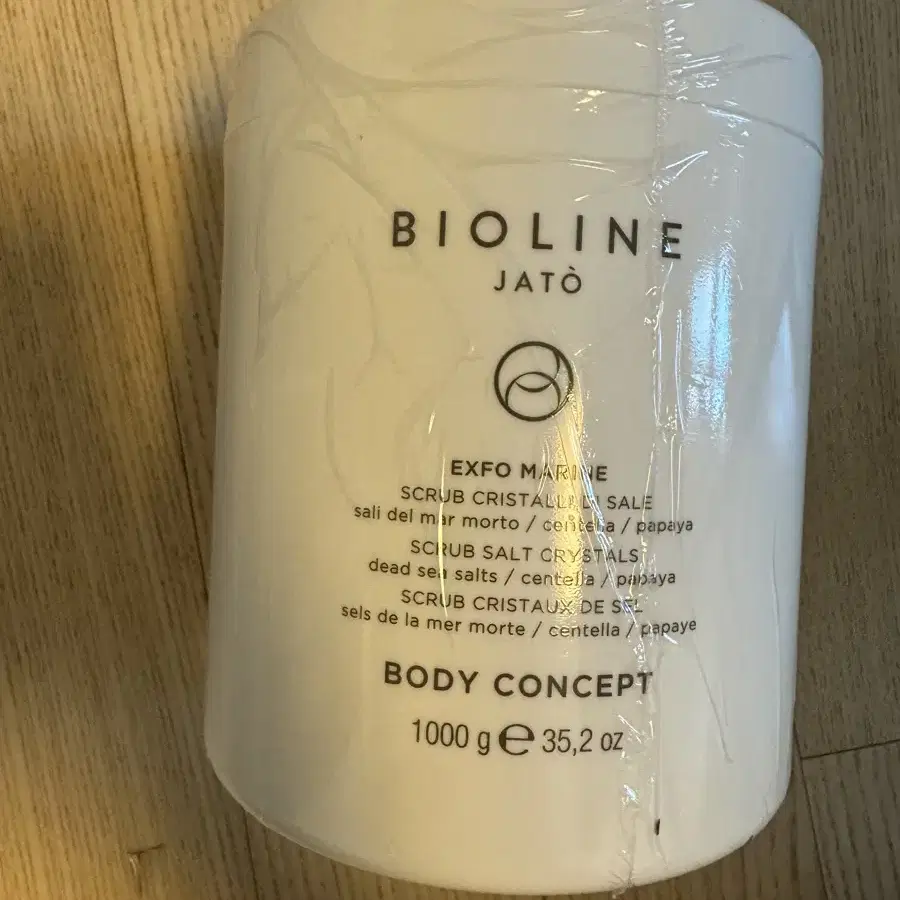 BIOLINE
JATÒ
EXFO MARINE
SCRUB CRISTALLI DI SALE
sali del mar morto / centella / papaya
SCRUB SALT CRYSTALS
dead sea salts / centella / papaya
SCRUB CRISTAUX DE SEL
sels de la mer morte / centella / papaye
BODY CONCEPT
1000 g ℮ 35,2 oz